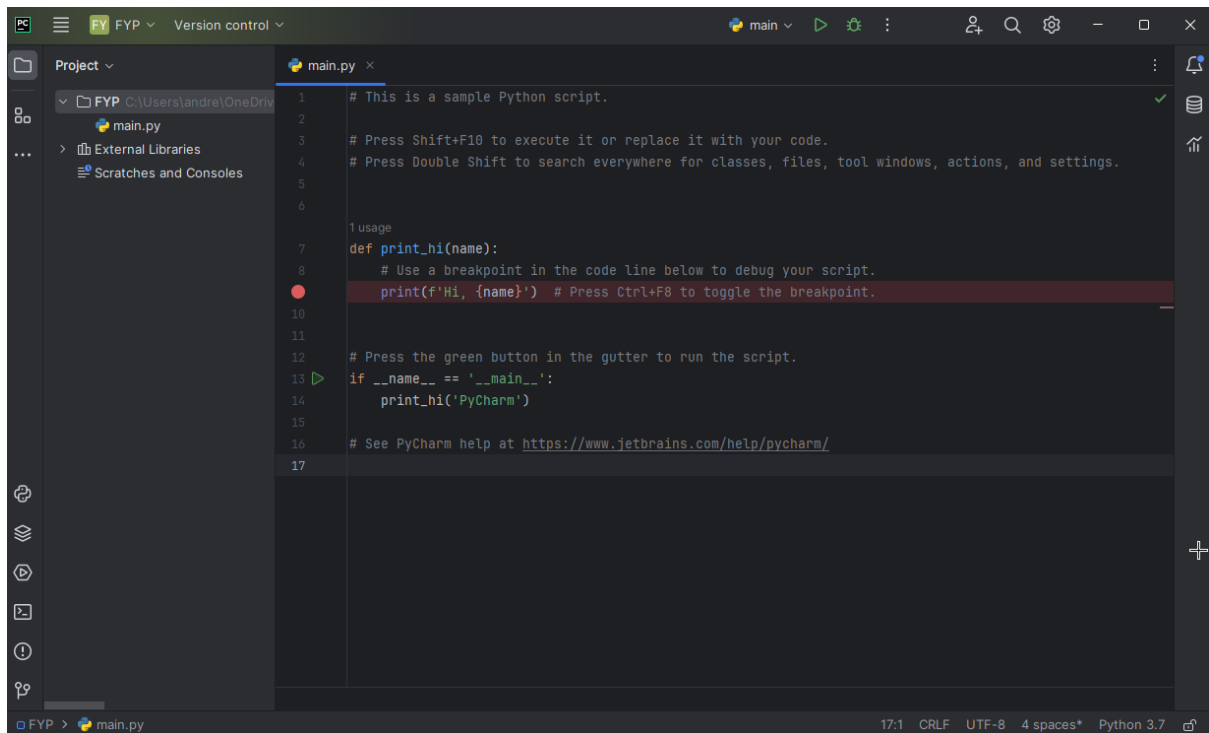 PC FY FYP Version control main
Project main.py
FYP C:\Users\andre\OneDriv
main.py
External Libraries
Scratches and Consoles
1 # This is a sample Python script.
2
3 # Press Shift+F10 to execute it or replace it with your code.
4 # Press Double Shift to search everywhere for classes, files, tool windows, actions, and settings.
5
6
1 usage
7 def print_hi(name):
8     # Use a breakpoint in the code line below to debug your script.
    print(f'Hi, {name}')  # Press Ctrl+F8 to toggle the breakpoint.
10
11
12 # Press the green button in the gutter to run the script.
13 if __name__ == '__main__':
14     print_hi('PyCharm')
15
16 # See PyCharm help at https://www.jetbrains.com/help/pycharm/
17
FYP > main.py 17:1 CRLF UTF-8 4 spaces* Python 3.7